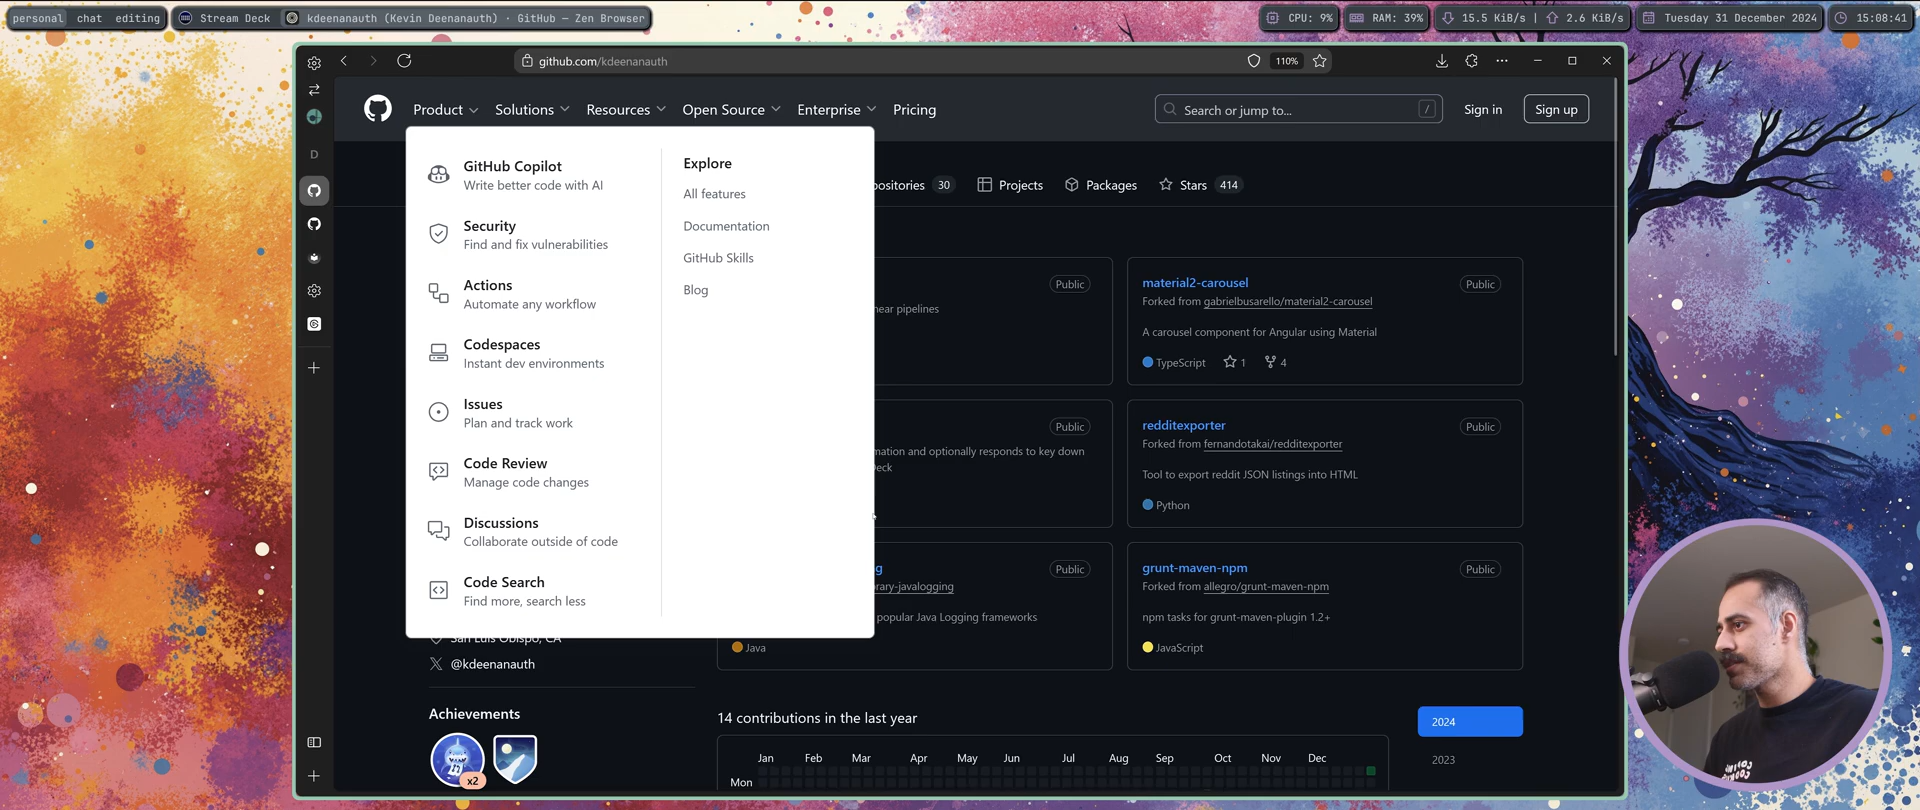 personal chat editing
Stream Deck
kdeenanauth (Kevin Deenanauth) · GitHub — Zen Browser
CPU: 9%
RAM: 39%
15.5 KiB/s | 2.6 KiB/s
Tuesday 31 December 2024
15:08:41
github.com/kdeenanauth
110%
D
Product
Solutions
Resources
Open Source
Enterprise
Pricing
Search or jump to...
/
Sign in
Sign up
GitHub Copilot
Write better code with AI
Security
Find and fix vulnerabilities
Actions
Automate any workflow
Codespaces
Instant dev environments
Issues
Plan and track work
Code Review
Manage code changes
Discussions
Collaborate outside of code
Code Search
Find more, search less
Explore
All features
Documentation
GitHub Skills
Blog
positories 30
Projects
Packages
Stars 414
Public
near pipelines
material2-carousel
Public
Forked from gabrielbusarello/material2-carousel
A carousel component for Angular using Material
TypeScript 1 4
Public
mation and optionally responds to key down
eck
redditexporter
Public
Forked from fernandotakai/redditexporter
Tool to export reddit JSON listings into HTML
Python
g
Public
rary-javalogging
popular Java Logging frameworks
Java
grunt-maven-npm
Public
Forked from allegro/grunt-maven-npm
npm tasks for grunt-maven-plugin 1.2+
JavaScript
San Luis Obispo, CA
@kdeenanauth
Achievements
x2
14 contributions in the last year
2024
2023
Jan Feb Mar Apr May Jun Jul Aug Sep Oct Nov Dec
Mon